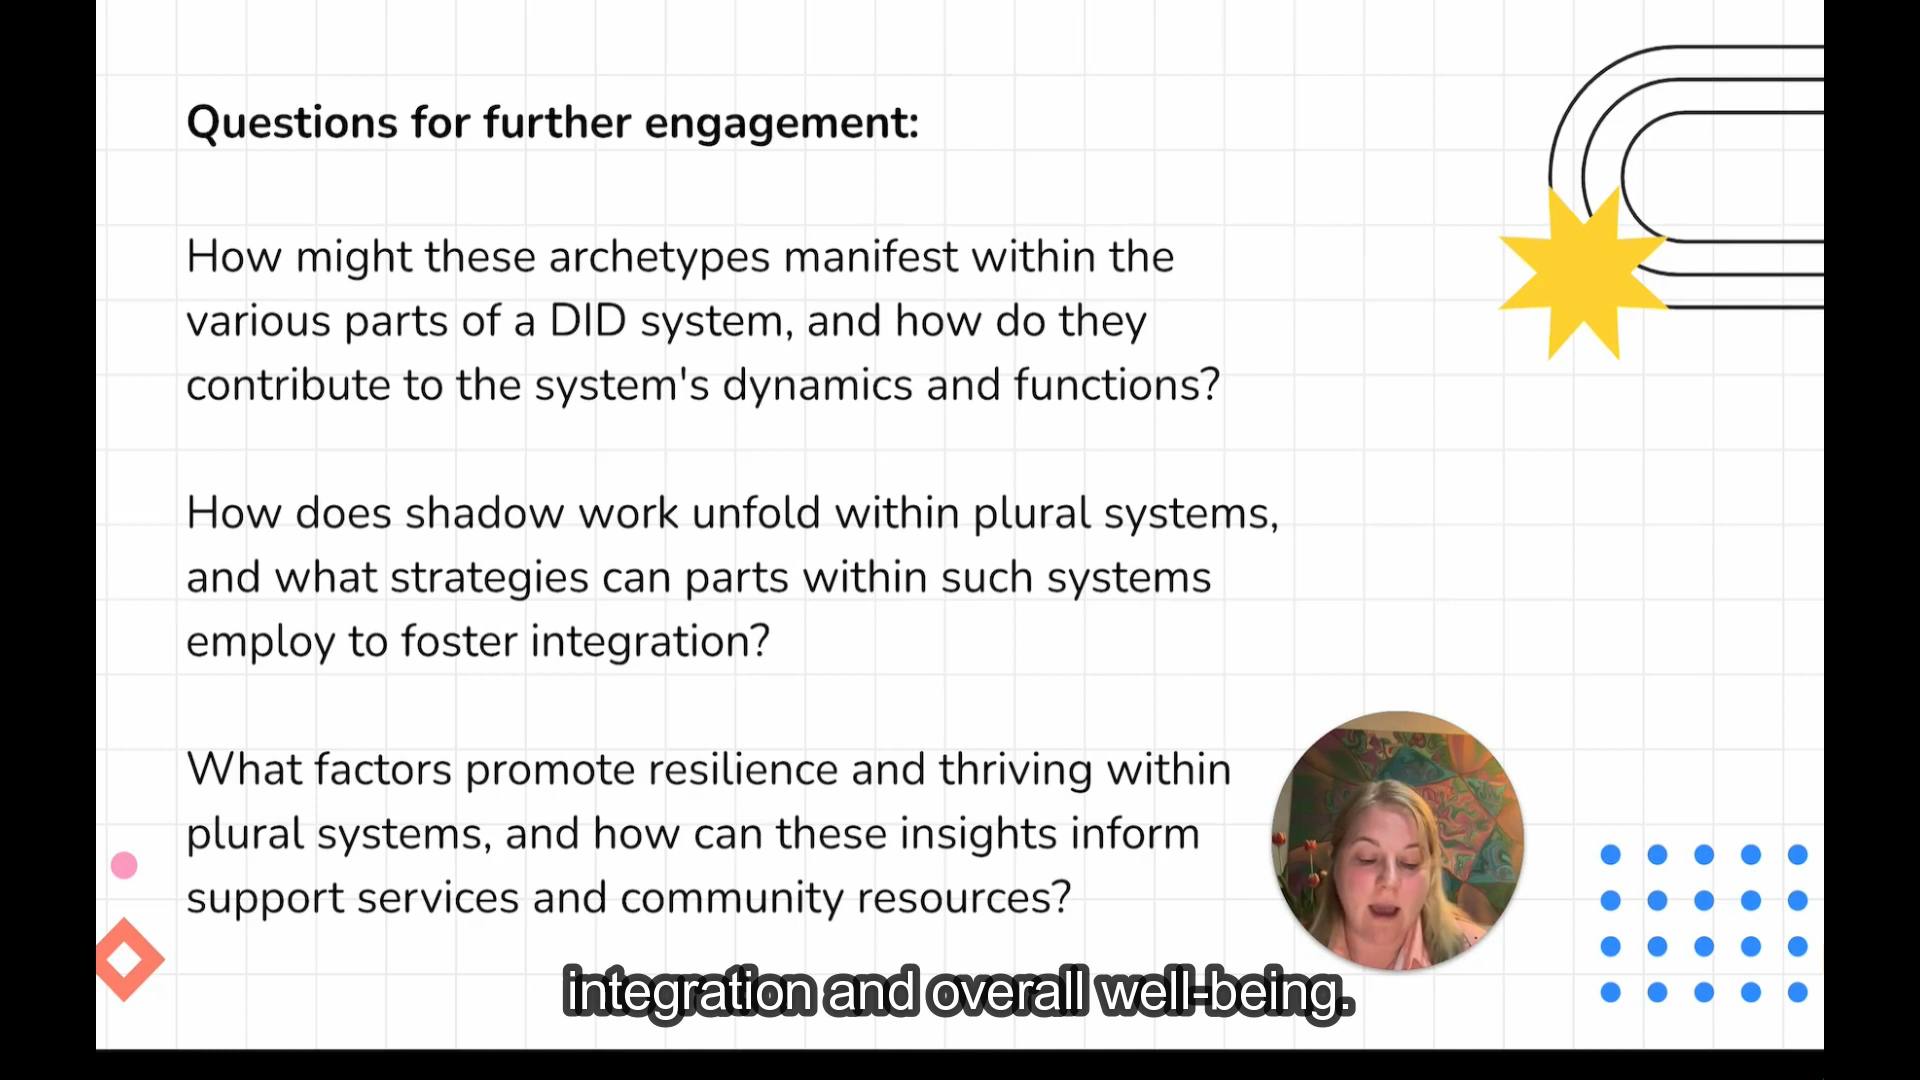 Questions for further engagement:
How might these archetypes manifest within the
various parts of a DID system, and how do they
contribute to the system's dynamics and functions?
How does shadow work unfold within plural systems,
and what strategies can parts within such systems
employ to foster integration?
What factors promote resilience and thriving within
plural systems, and how can these insights inform
support services and community resources?
integration and overall well-being.